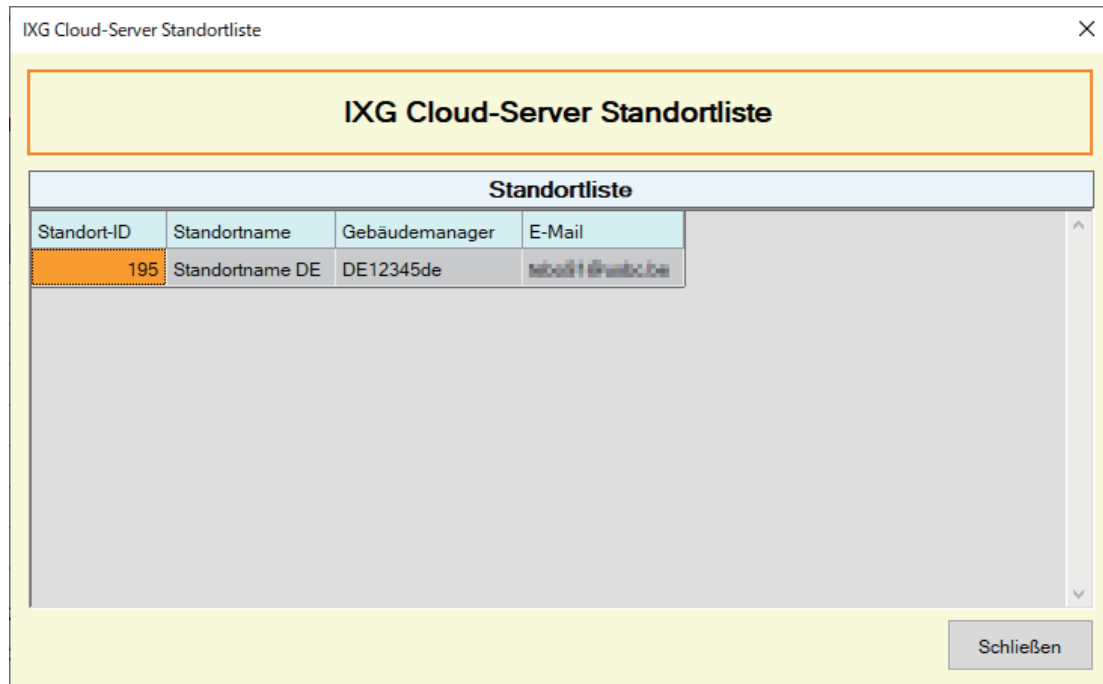 IXG Cloud-Server Standortliste
IXG Cloud-Server Standortliste
Standortliste
Standort-ID Standortname Gebäudemanager E-Mail
195 Standortname DE DE12345de
Schließen